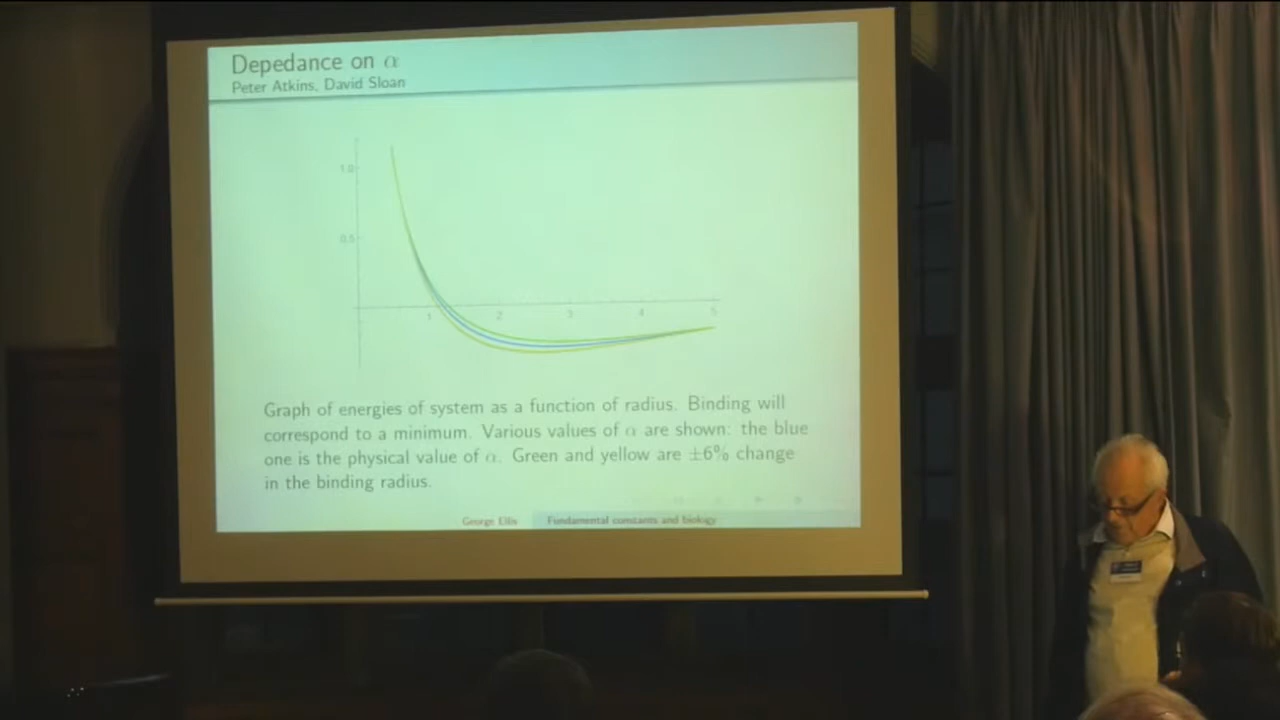 Depedance on α
Peter Atkins, David Sloan
1.0
0.5
1 2 3 4 5
Graph of energies of system as a function of radius. Binding will
correspond to a minimum. Various values of α are shown: the blue
one is the physical value of α. Green and yellow are ±6% change
in the binding radius.
George Ellis Fundamental constants and biology